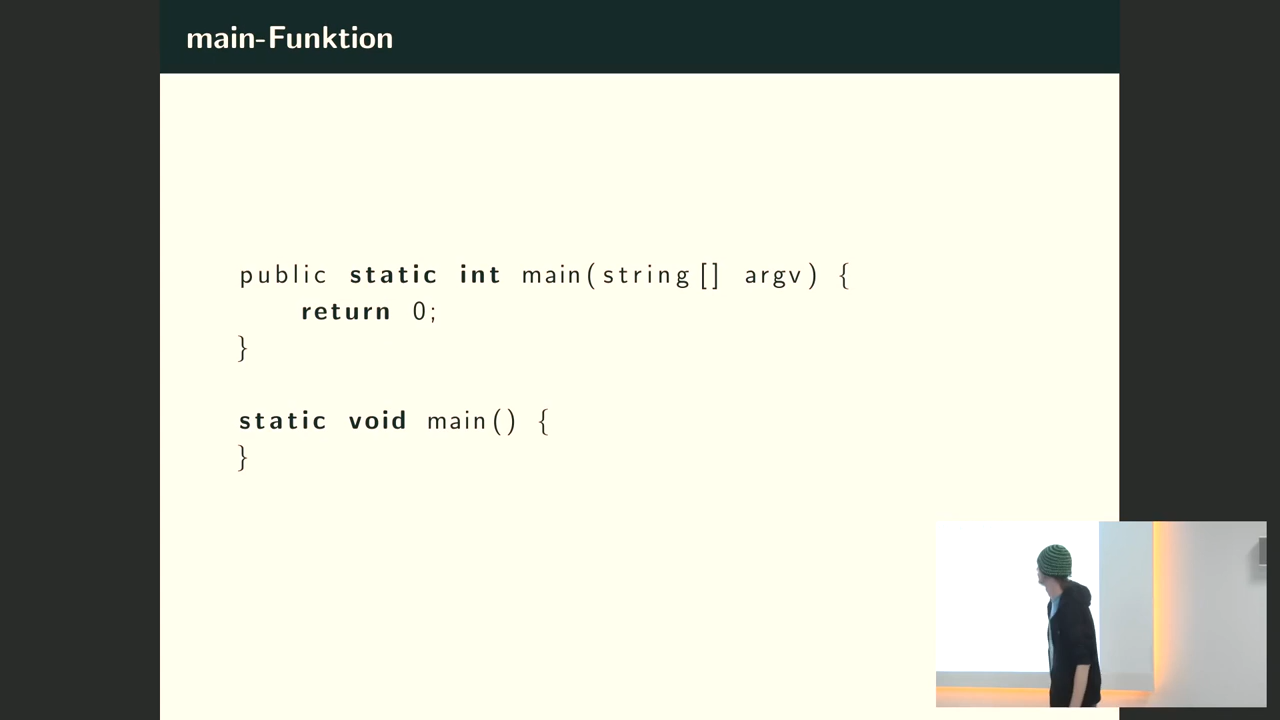 main-Funktion
public static int main(string[] argv) {
return 0;
}
static void main() {
}